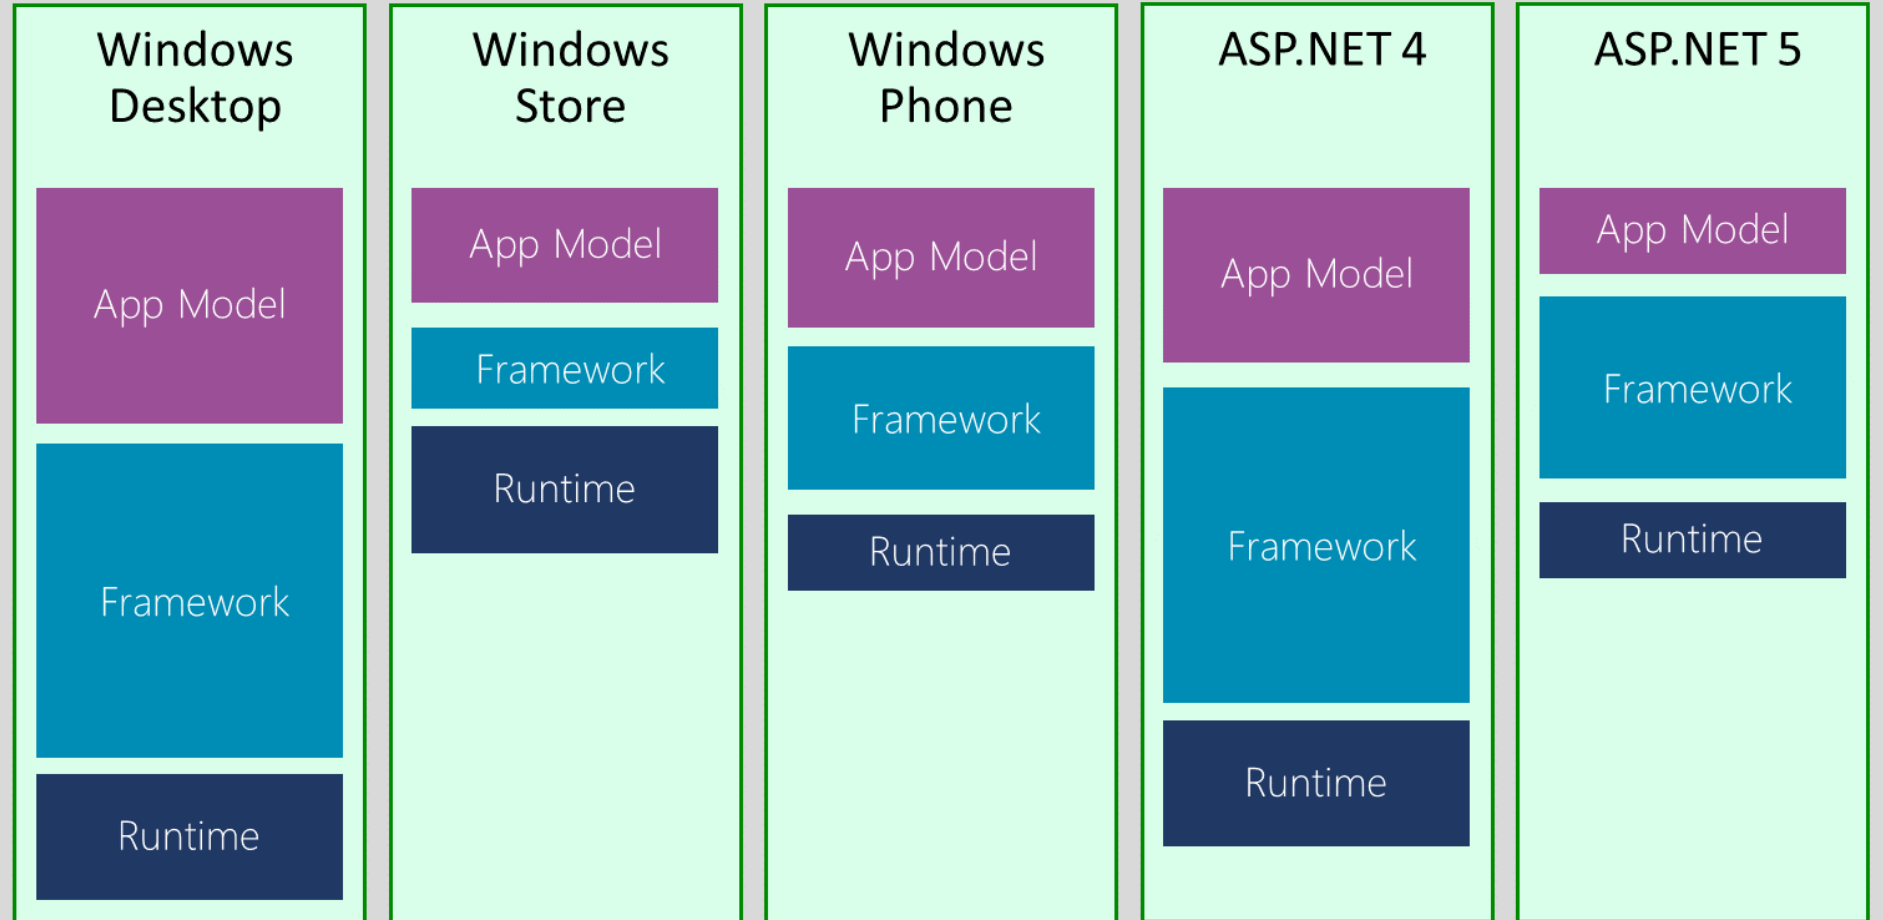 Windows
Desktop
App Model
Framework
Runtime
Windows
Store
App Model
Framework
Runtime
Windows
Phone
App Model
Framework
Runtime
ASP.NET 4
App Model
Framework
Runtime
ASP.NET 5
App Model
Framework
Runtime